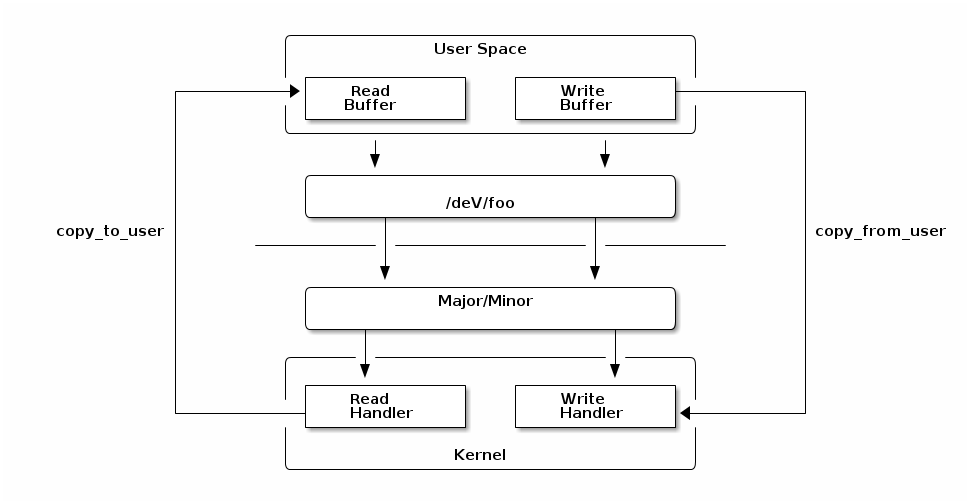 User Space
Read
Buffer
Write
Buffer
/deV/foo
copy_to_user
copy_from_user
Major/Minor
Read
Handler
Write
Handler
Kernel